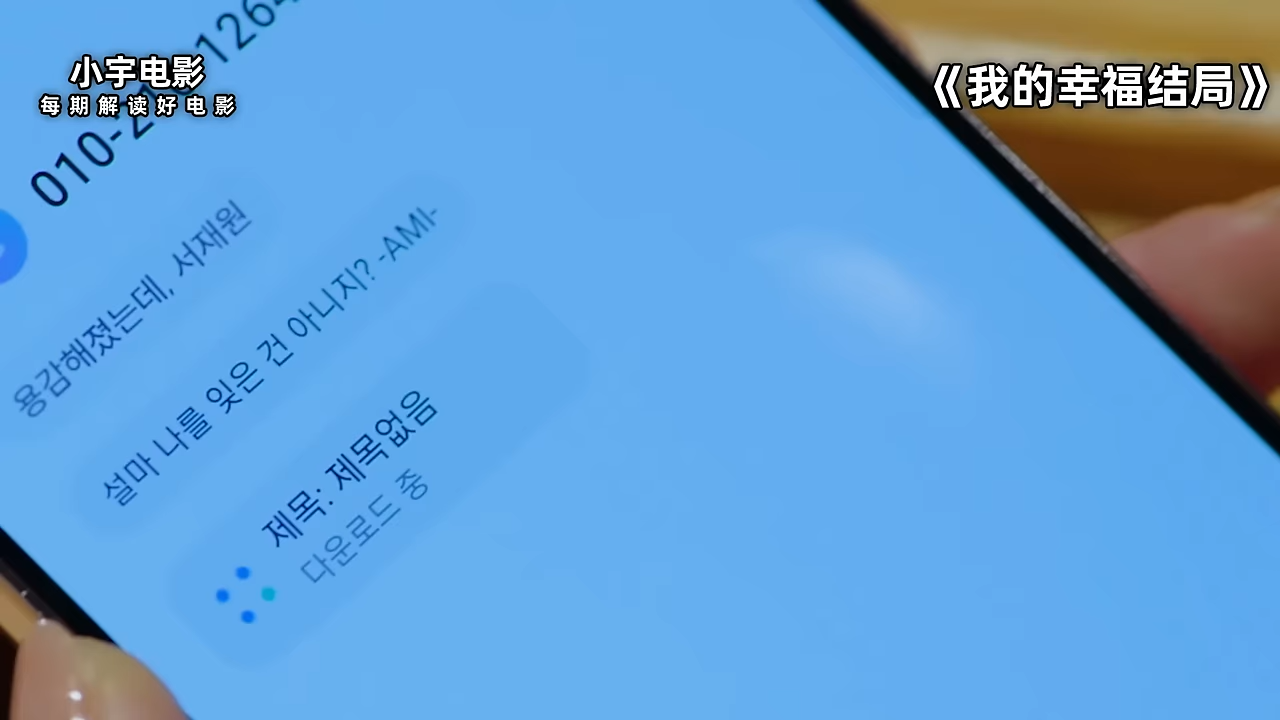 小宇电影
每期解读好电影
《我的幸福结局》
용감해졌는데, 서재원
설마 나를 잊은 건 아니지? -AMI-
제목: 제목없음
다운로드 중